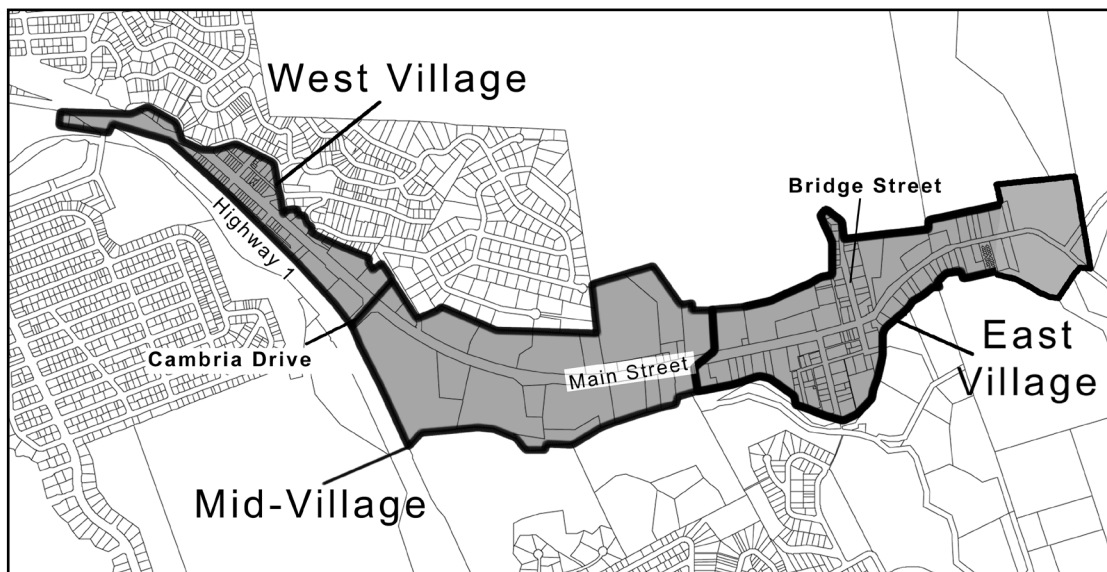 West Village
Bridge Street
Highway 1
East
Village
Cambria Drive
Main Street
Mid-Village